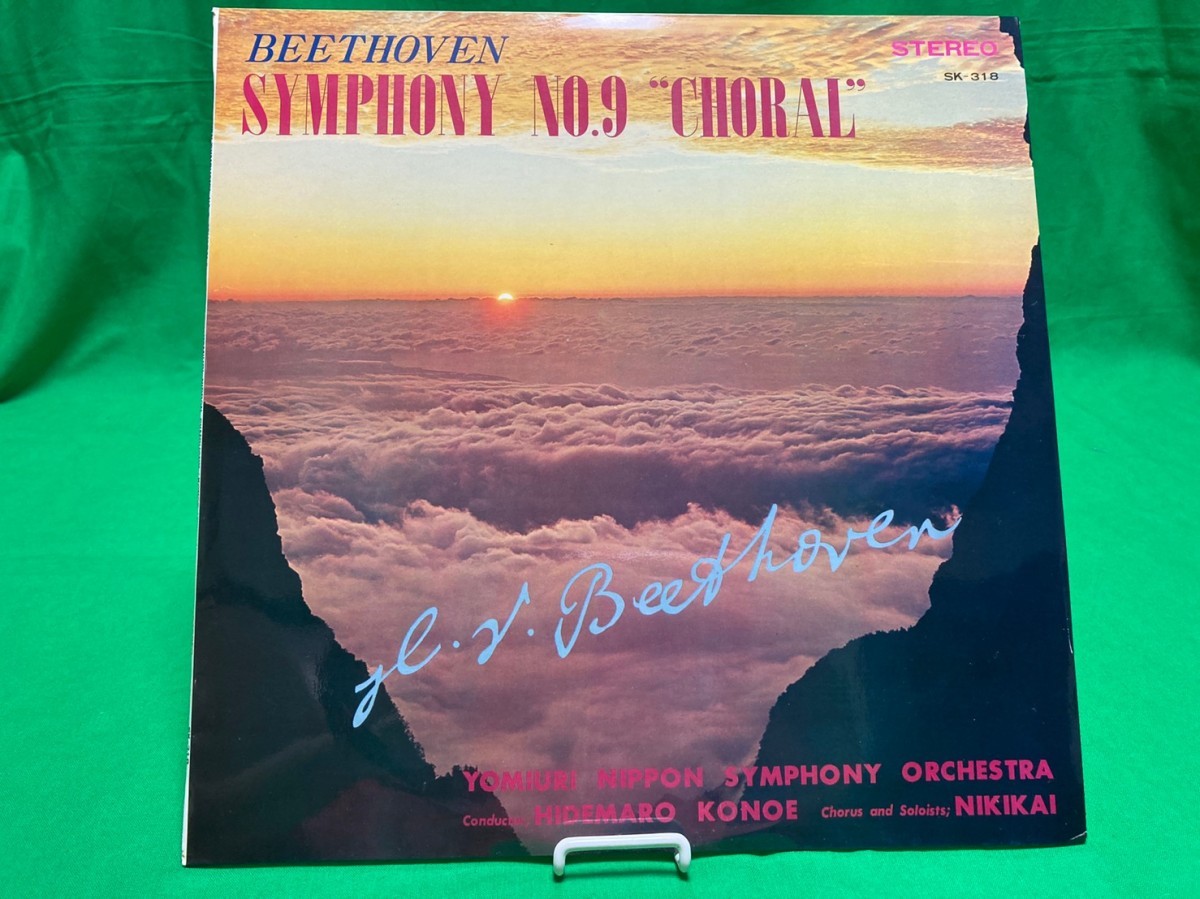 BEETHOVEN
STEREO
SYMPHONY NO.9 “CHORAL”
SK-318
L. v. Beethoven
YOMIURI NIPPON SYMPHONY ORCHESTRA
Conductor; HIDEMARO KONOE Chorus and Soloists; NIKIKAI